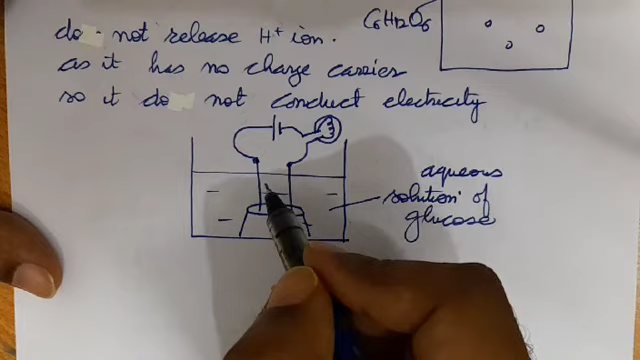 do not release H⁺ ion.
C₆H₁₂O₆
as it has no charge carries
so it do not conduct electricity
aqueous
solution of
glucose